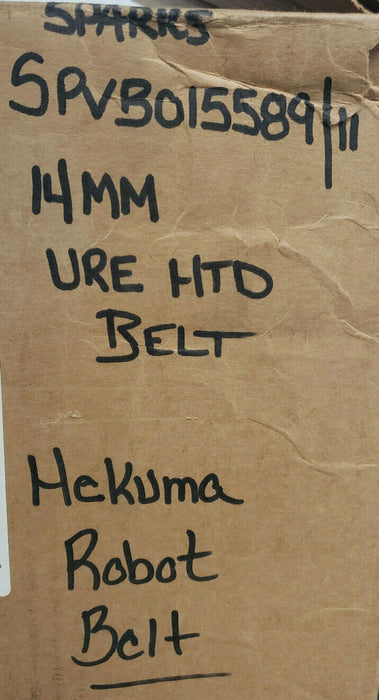 SPARKS
SPVB015589/11
14MM
URE HTD
BELT
Hekuma
Robot
Belt